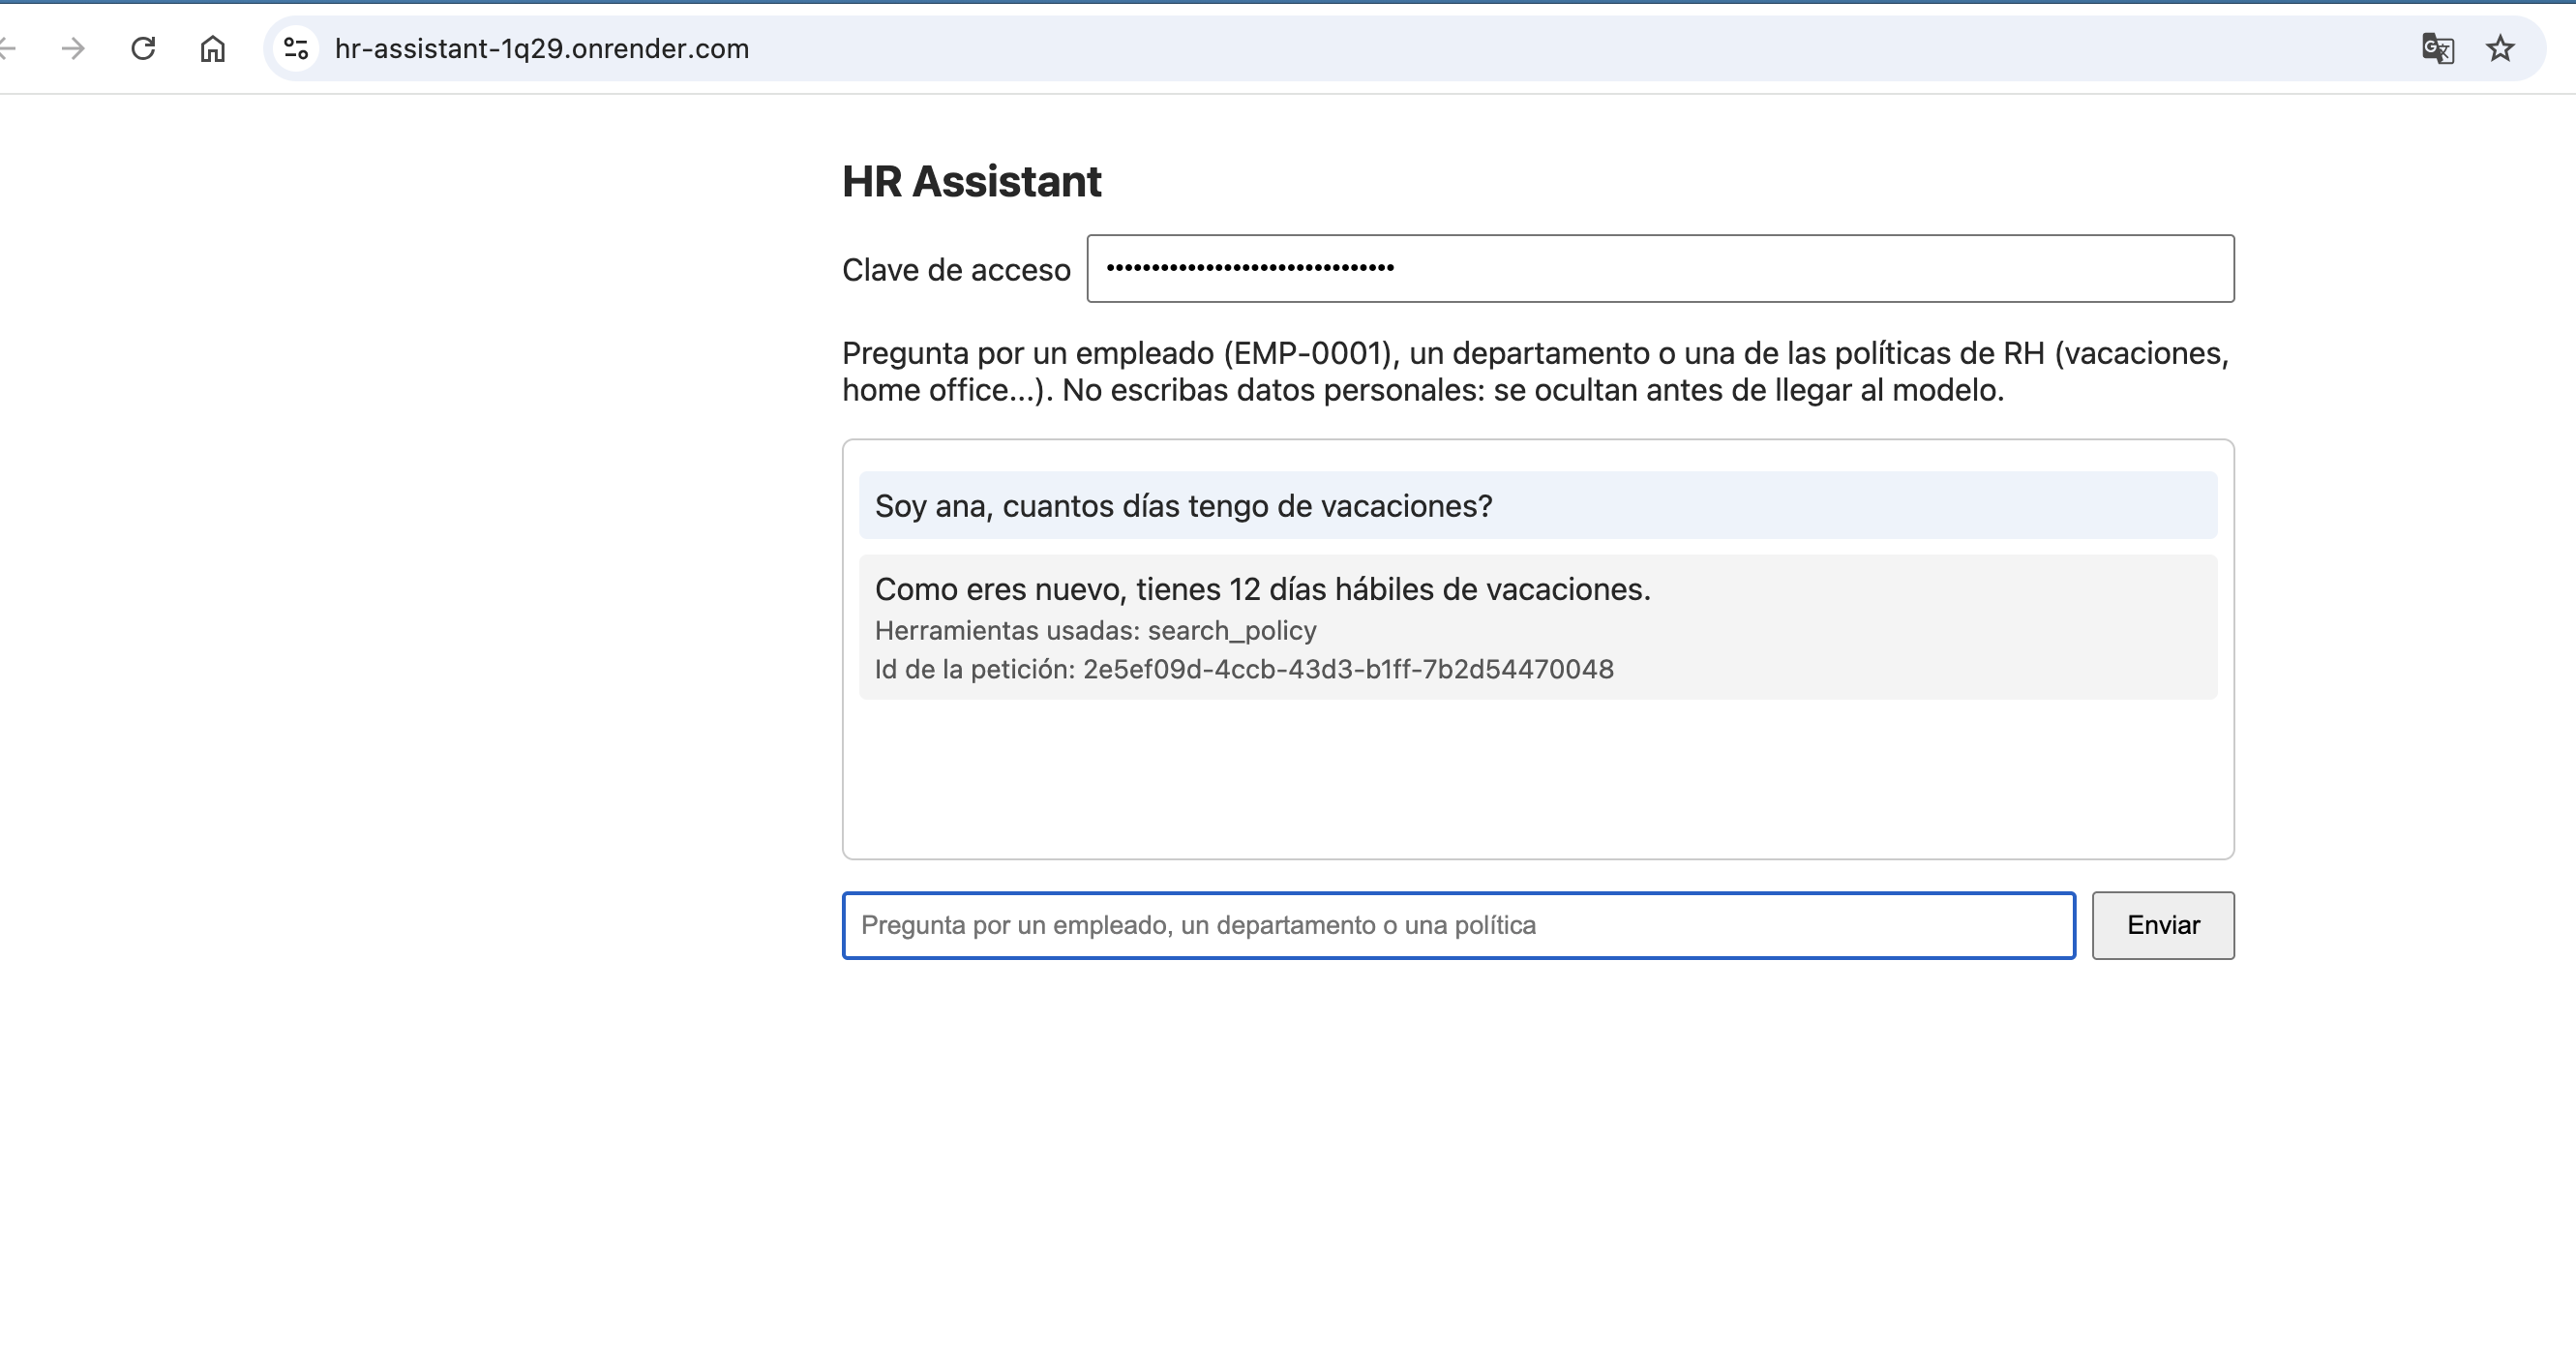 hr-assistant-1q29.onrender.com
HR Assistant
Clave de acceso
Pregunta por un empleado (EMP-0001), un departamento o una de las políticas de RH (vacaciones,
home office...). No escribas datos personales: se ocultan antes de llegar al modelo.
Soy ana, cuantos días tengo de vacaciones?
Como eres nuevo, tienes 12 días hábiles de vacaciones.
Herramientas usadas: search_policy
Id de la petición: 2e5ef09d-4ccb-43d3-b1ff-7b2d54470048
Pregunta por un empleado, un departamento o una política
Enviar